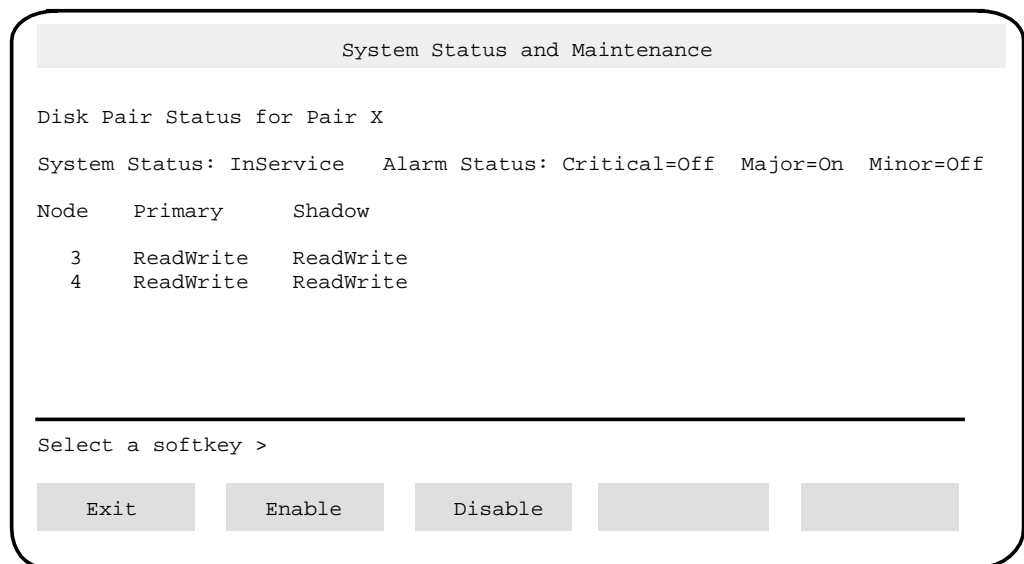 System Status and Maintenance
Disk Pair Status for Pair X
System Status: InService   Alarm Status: Critical=Off  Major=On  Minor=Off
Node   Primary   Shadow
3   ReadWrite   ReadWrite
4   ReadWrite   ReadWrite
Select a softkey >
Exit   Enable   Disable